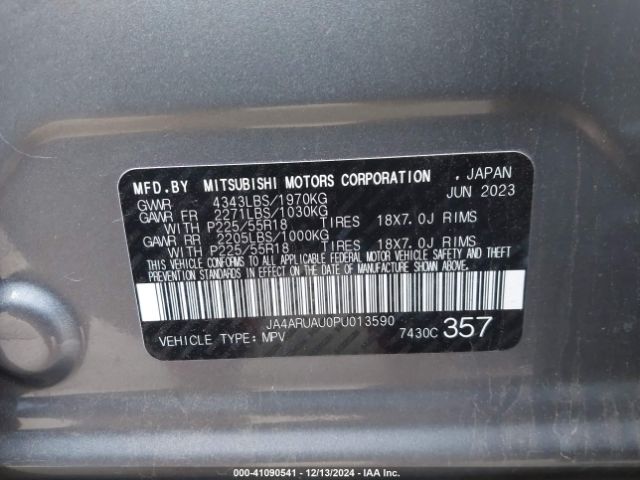 MFD.BY MITSUBISHI MOTORS CORPORATION , JAPAN
GVWR 4343LBS/1970KG JUN 2023
GAWR FR 2271LBS/1030KG
WITH P225/55R18 TIRES 18X7.0J RIMS
GAWR RR 2205LBS/1000KG
WITH P225/55R18 TIRES 18X7.0J RIMS
THIS VEHICLE CONFORMS TO ALL APPLICABLE FEDERAL MOTOR VEHICLE SAFETY AND THEFT
PREVENTION STANDARDS IN EFFECT ON THE DATE OF MANUFACTURE SHOWN ABOVE.
JA4ARUAU0PU013590
VEHICLE TYPE: MPV 7430C 357
000-41090541 - 12/13/2024 - IAA Inc.